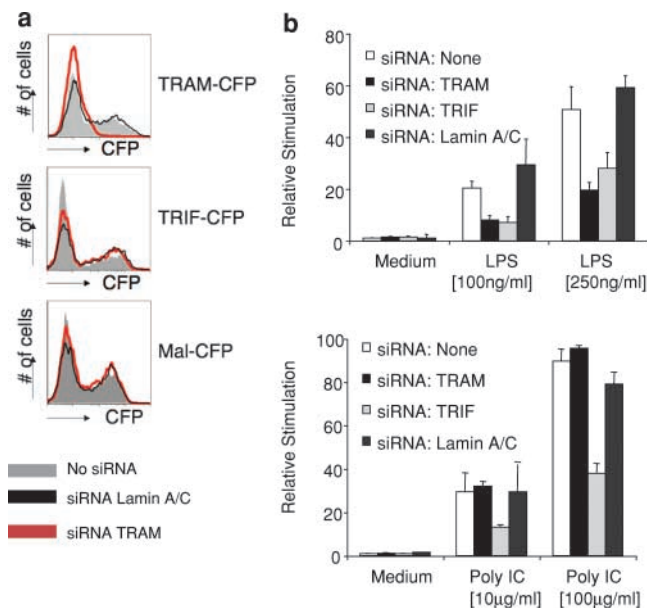 a
# of cells
TRAM-CFP
CFP
# of cells
TRIF-CFP
CFP
# of cells
Mal-CFP
CFP
No siRNA
siRNA Lamin A/C
siRNA TRAM
b
Relative Stimulation
80
60
40
20
0
siRNA: None
siRNA: TRAM
siRNA: TRIF
siRNA: Lamin A/C
Medium
LPS
[100ng/ml]
LPS
[250ng/ml]
Relative Stimulation
100
80
60
40
20
0
siRNA: None
siRNA: TRAM
siRNA: TRIF
siRNA: Lamin A/C
Medium
Poly IC
[10µg/ml]
Poly IC
[100µg/ml]